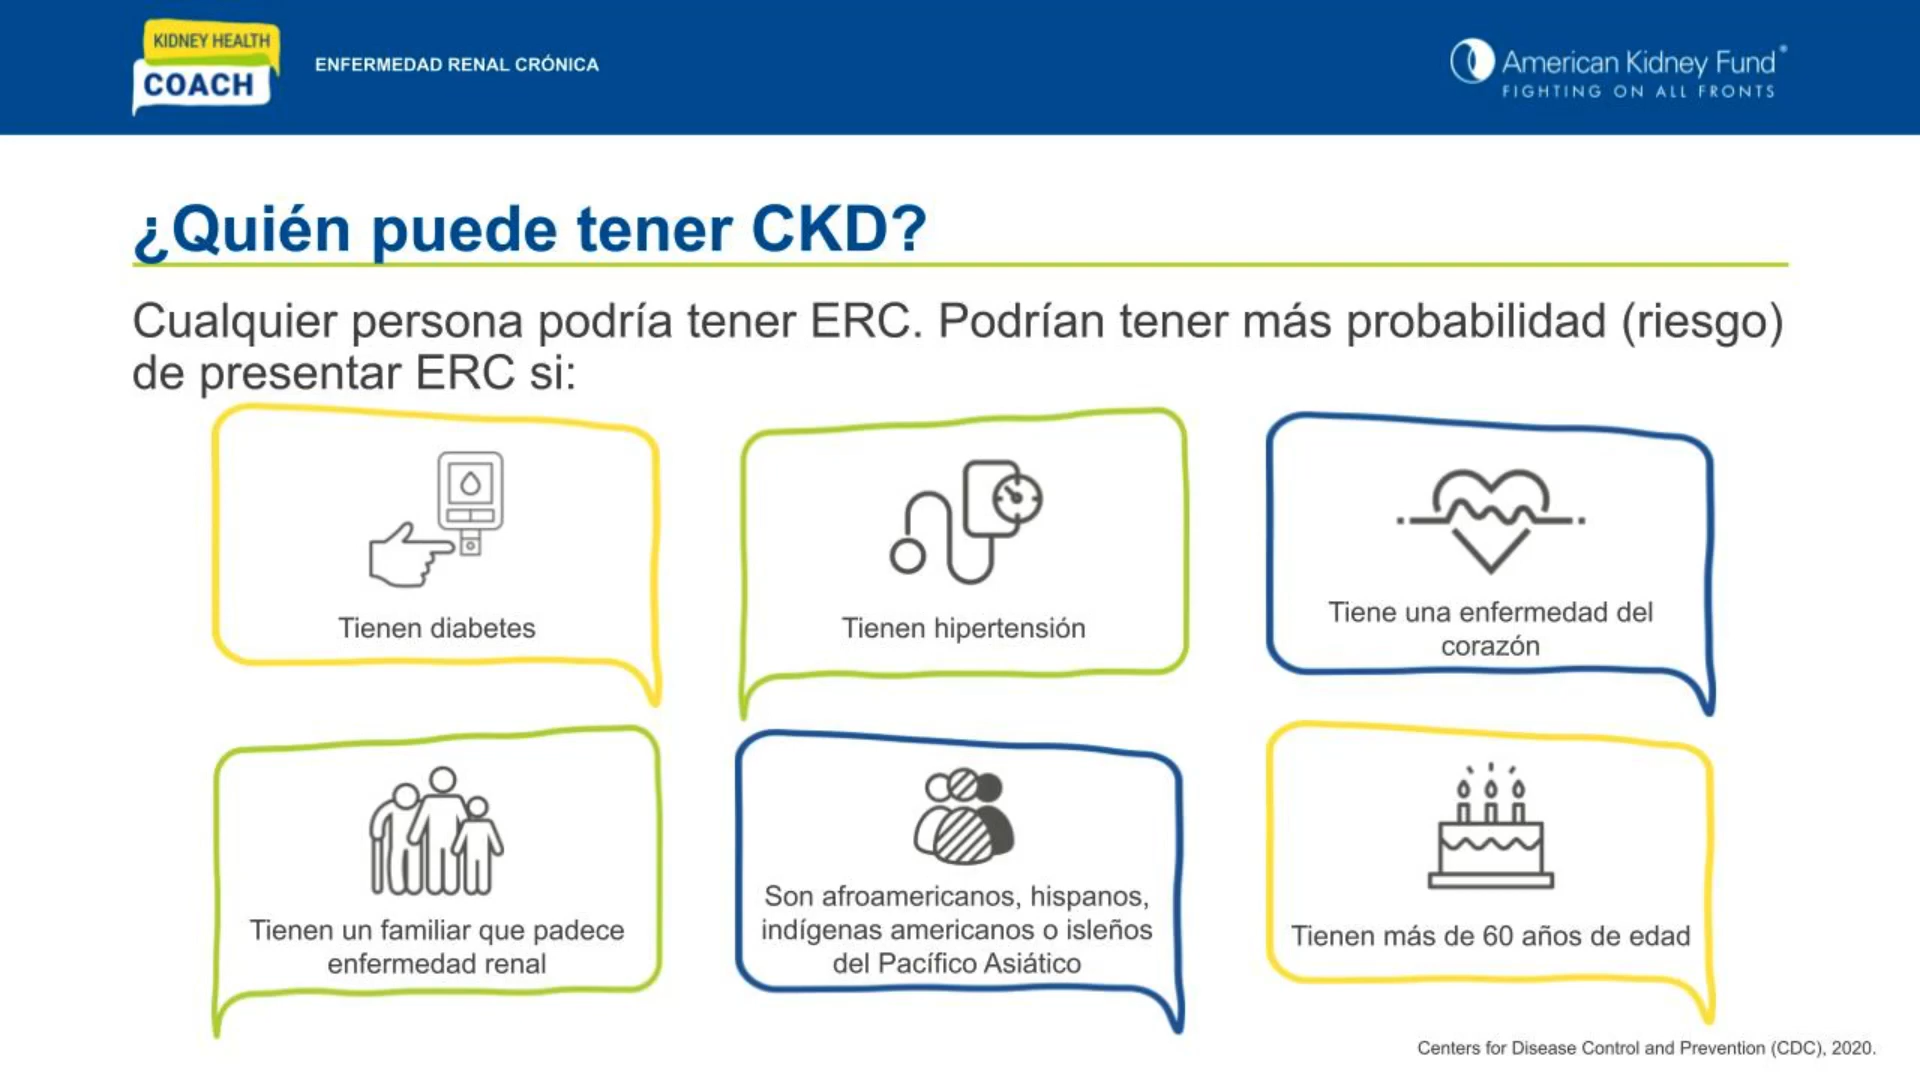 KIDNEY HEALTH
COACH
ENFERMEDAD RENAL CRÓNICA
American Kidney Fund®
FIGHTING ON ALL FRONTS
¿Quién puede tener CKD?
Cualquier persona podría tener ERC. Podrían tener más probabilidad (riesgo)
de presentar ERC si:
Tienen diabetes
Tienen hipertensión
Tiene una enfermedad del
corazón
Tienen un familiar que padece
enfermedad renal
Son afroamericanos, hispanos,
indígenas americanos o isleños
del Pacífico Asiático
Tienen más de 60 años de edad
Centers for Disease Control and Prevention (CDC), 2020.